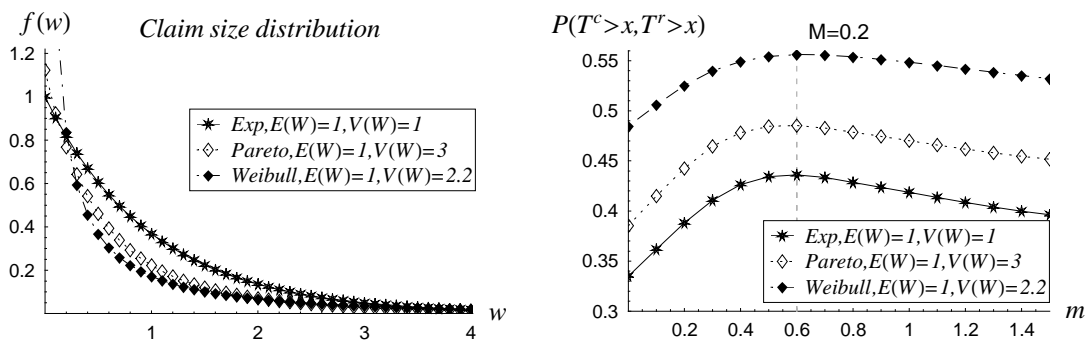 f(w)
Claim size distribution
1.2
1
0.8
0.6
0.4
0.2
1
2
3
4
w
Exp,E(W)=1,V(W)=1
Pareto,E(W)=1,V(W)=3
Weibull,E(W)=1,V(W)=2.2
P(T^c>x,T^r>x)
M=0.2
0.55
0.5
0.45
0.4
0.35
0.3
0.2
0.4
0.6
0.8
1
1.2
1.4
m
Exp,E(W)=1,V(W)=1
Pareto,E(W)=1,V(W)=3
Weibull,E(W)=1,V(W)=2.2